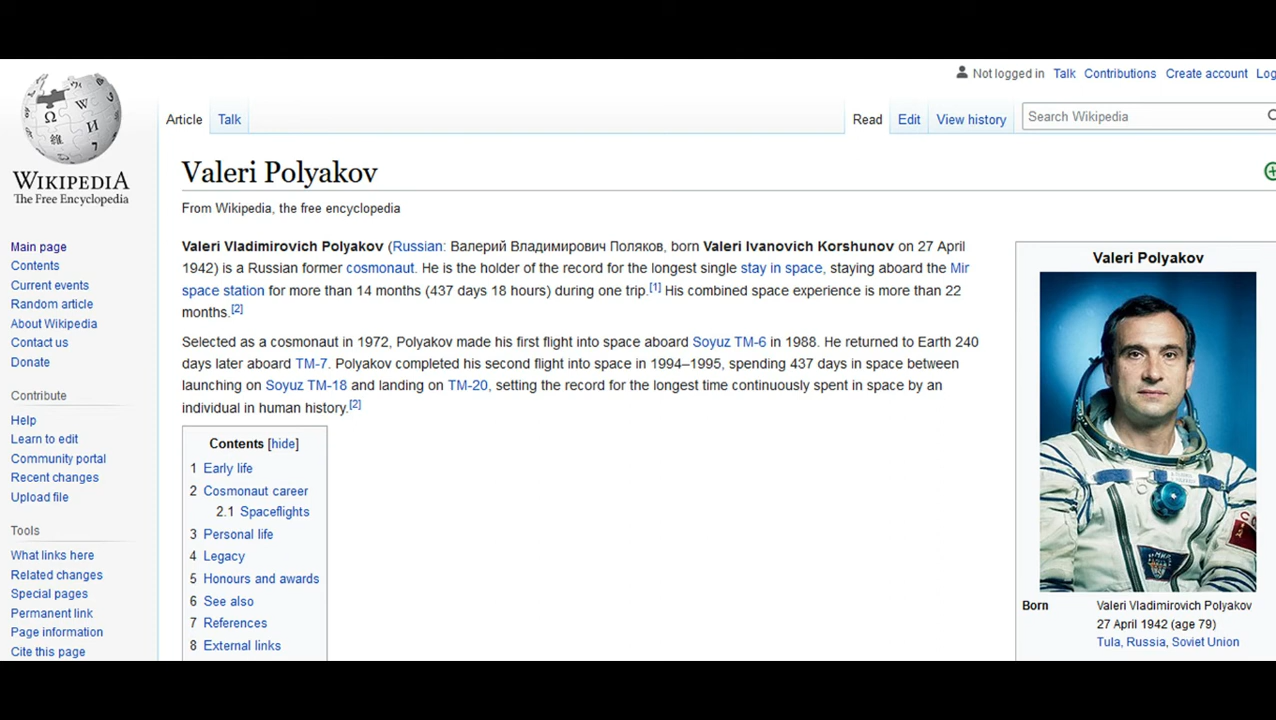 Not logged in Talk Contributions Create account Log
Article Talk Read Edit View history Search Wikipedia
WIKIPEDIA
The Free Encyclopedia
Valeri Polyakov
From Wikipedia, the free encyclopedia
Main page
Contents
Current events
Random article
About Wikipedia
Contact us
Donate
Contribute
Help
Learn to edit
Community portal
Recent changes
Upload file
Tools
What links here
Related changes
Special pages
Permanent link
Page information
Cite this page
Valeri Vladimirovich Polyakov (Russian: Валерий Владимирович Поляков, born Valeri Ivanovich Korshunov on 27 April
1942) is a Russian former cosmonaut. He is the holder of the record for the longest single stay in space, staying aboard the Mir
space station for more than 14 months (437 days 18 hours) during one trip.[1] His combined space experience is more than 22
months.[2]
Selected as a cosmonaut in 1972, Polyakov made his first flight into space aboard Soyuz TM-6 in 1988. He returned to Earth 240
days later aboard TM-7. Polyakov completed his second flight into space in 1994–1995, spending 437 days in space between
launching on Soyuz TM-18 and landing on TM-20, setting the record for the longest time continuously spent in space by an
individual in human history.[2]
Contents [hide]
1 Early life
2 Cosmonaut career
2.1 Spaceflights
3 Personal life
4 Legacy
5 Honours and awards
6 See also
7 References
8 External links
Valeri Polyakov
Born Valeri Vladimirovich Polyakov
27 April 1942 (age 79)
Tula, Russia, Soviet Union